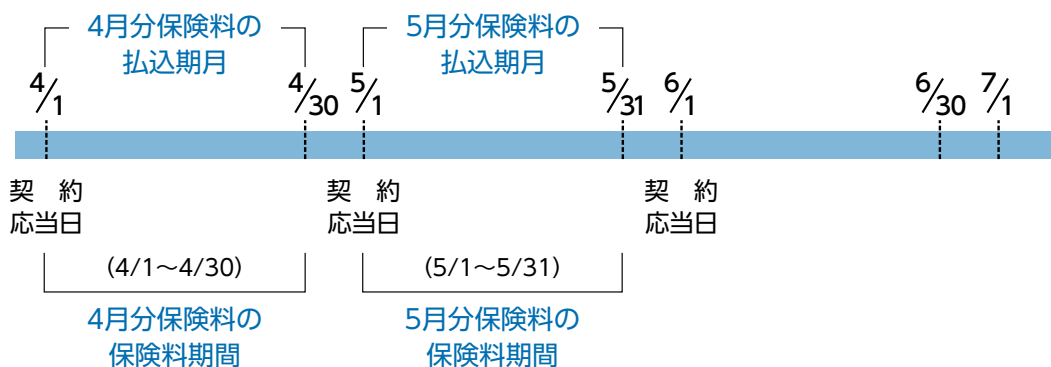 4月分保険料の
払込期月
5月分保険料の
払込期月
4/1
4/30
5/1
5/31
6/1
6/30
7/1
契 約
応当日
契 約
応当日
契 約
応当日
(4/1～4/30)
(5/1～5/31)
4月分保険料の
保険料期間
5月分保険料の
保険料期間